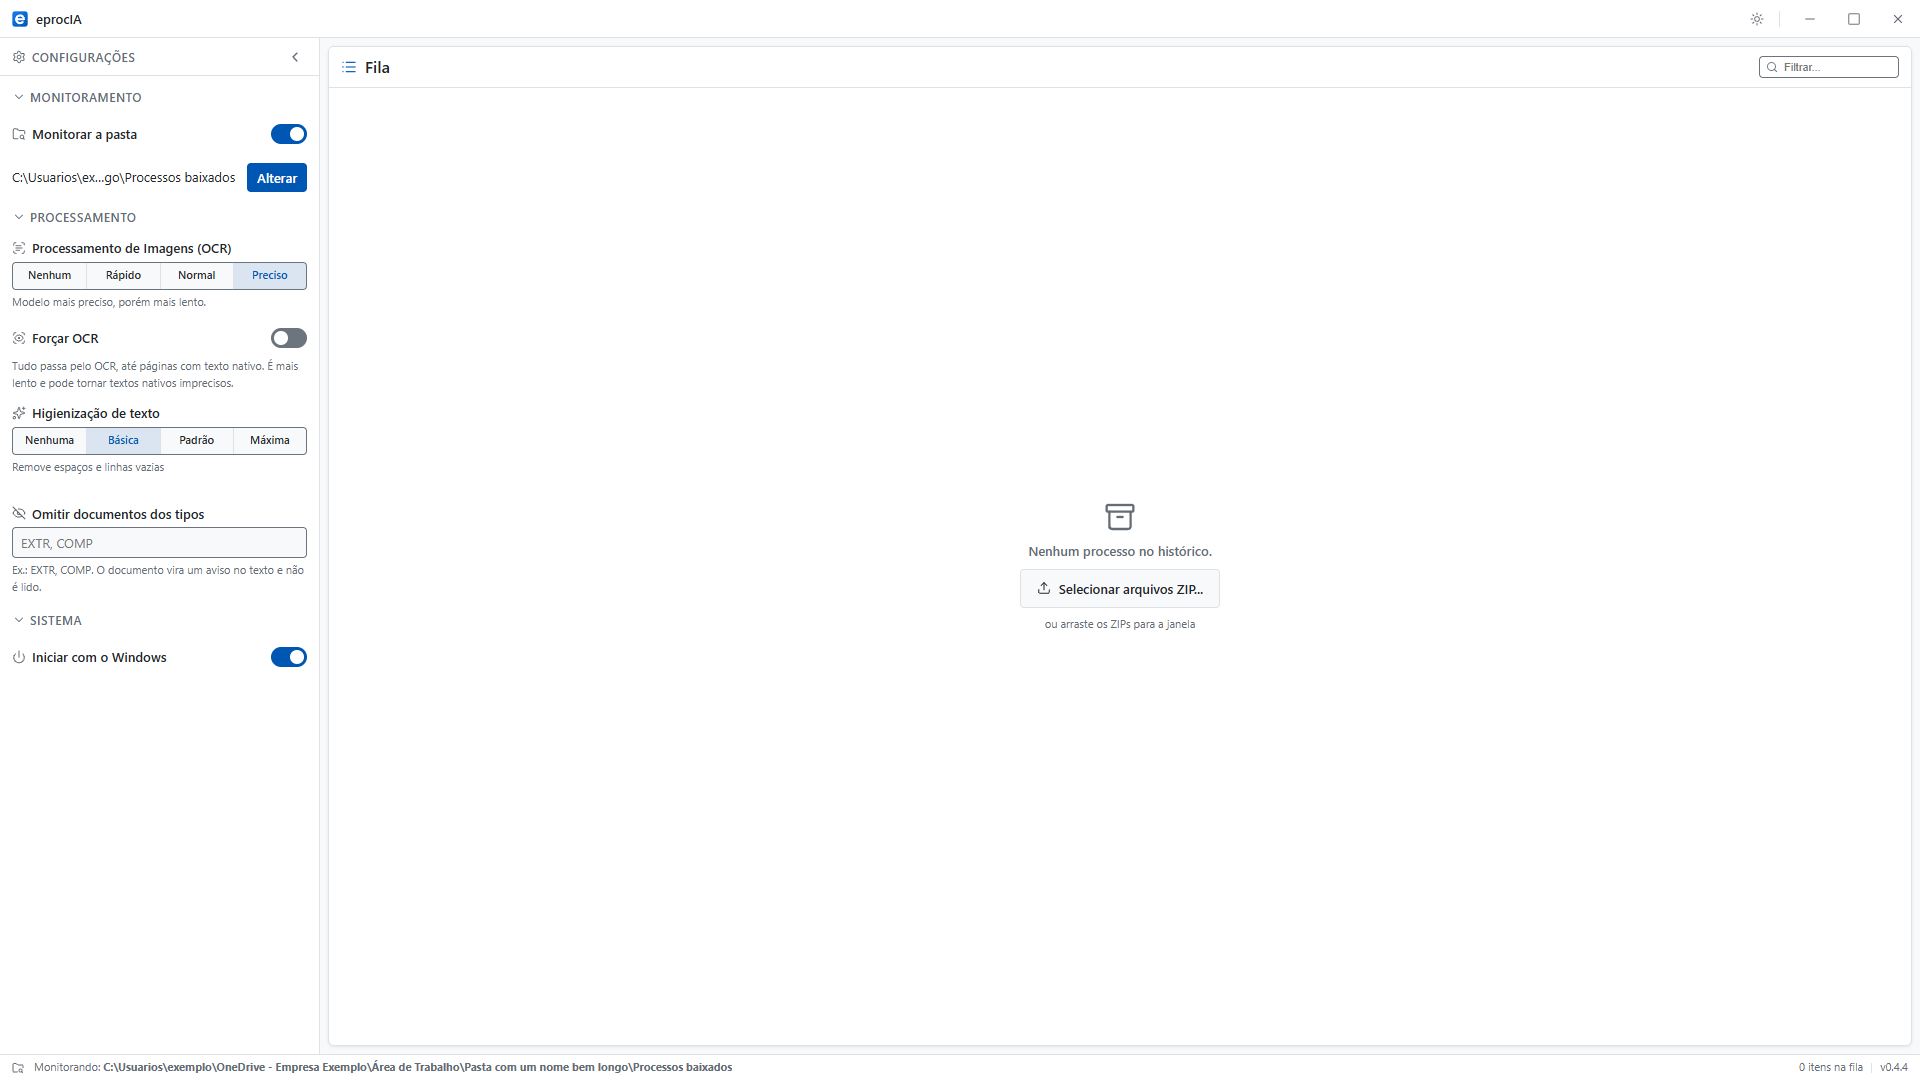 eprocIA
CONFIGURAÇÕES
MONITORAMENTO
Monitorar a pasta
C:\Usuarios\ex...go\Processos baixados
Alterar
PROCESSAMENTO
Processamento de Imagens (OCR)
Nenhum
Rápido
Normal
Preciso
Modelo mais preciso, porém mais lento.
Forçar OCR
Tudo passa pelo OCR, até páginas com texto nativo. É mais
lento e pode tornar textos nativos imprecisos.
Higienização de texto
Nenhuma
Básica
Padrão
Máxima
Remove espaços e linhas vazias
Omitir documentos dos tipos
EXTR, COMP
Ex.: EXTR, COMP. O documento vira um aviso no texto e não
é lido.
SISTEMA
Iniciar com o Windows
Fila
Filtrar...
Nenhum processo no histórico.
Selecionar arquivos ZIP...
ou arraste os ZIPs para a janela
Monitorando: C:\Usuarios\exemplo\OneDrive - Empresa Exemplo\Área de Trabalho\Pasta com um nome bem longo\Processos baixados
0 itens na fila
v0.4.4